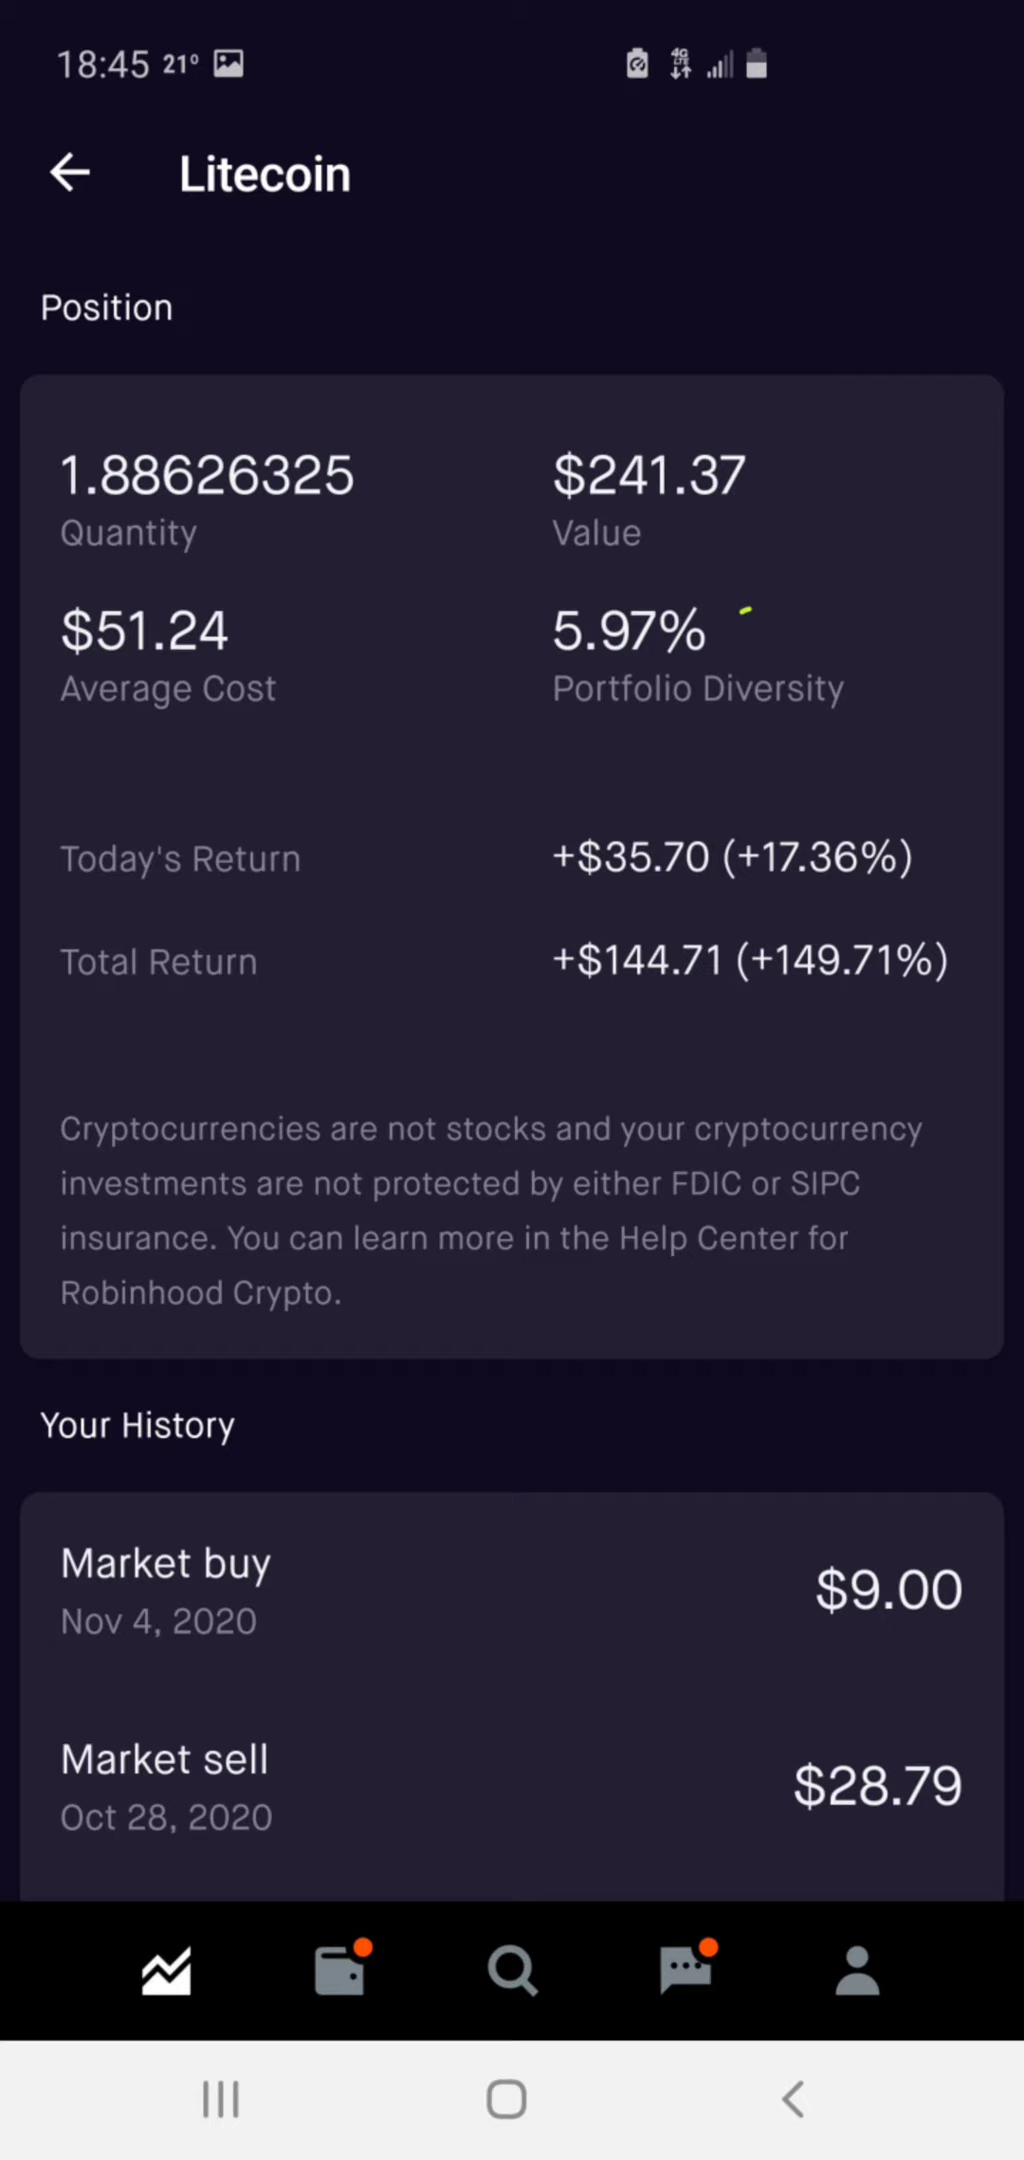 18:45 21°
4G LTE
Litecoin
Position
1.88626325
$241.37
Quantity
Value
$51.24
5.97%
Average Cost
Portfolio Diversity
Today's Return
+$35.70 (+17.36%)
Total Return
+$144.71 (+149.71%)
Cryptocurrencies are not stocks and your cryptocurrency
investments are not protected by either FDIC or SIPC
insurance. You can learn more in the Help Center for
Robinhood Crypto.
Your History
Market buy
$9.00
Nov 4, 2020
Market sell
$28.79
Oct 28, 2020